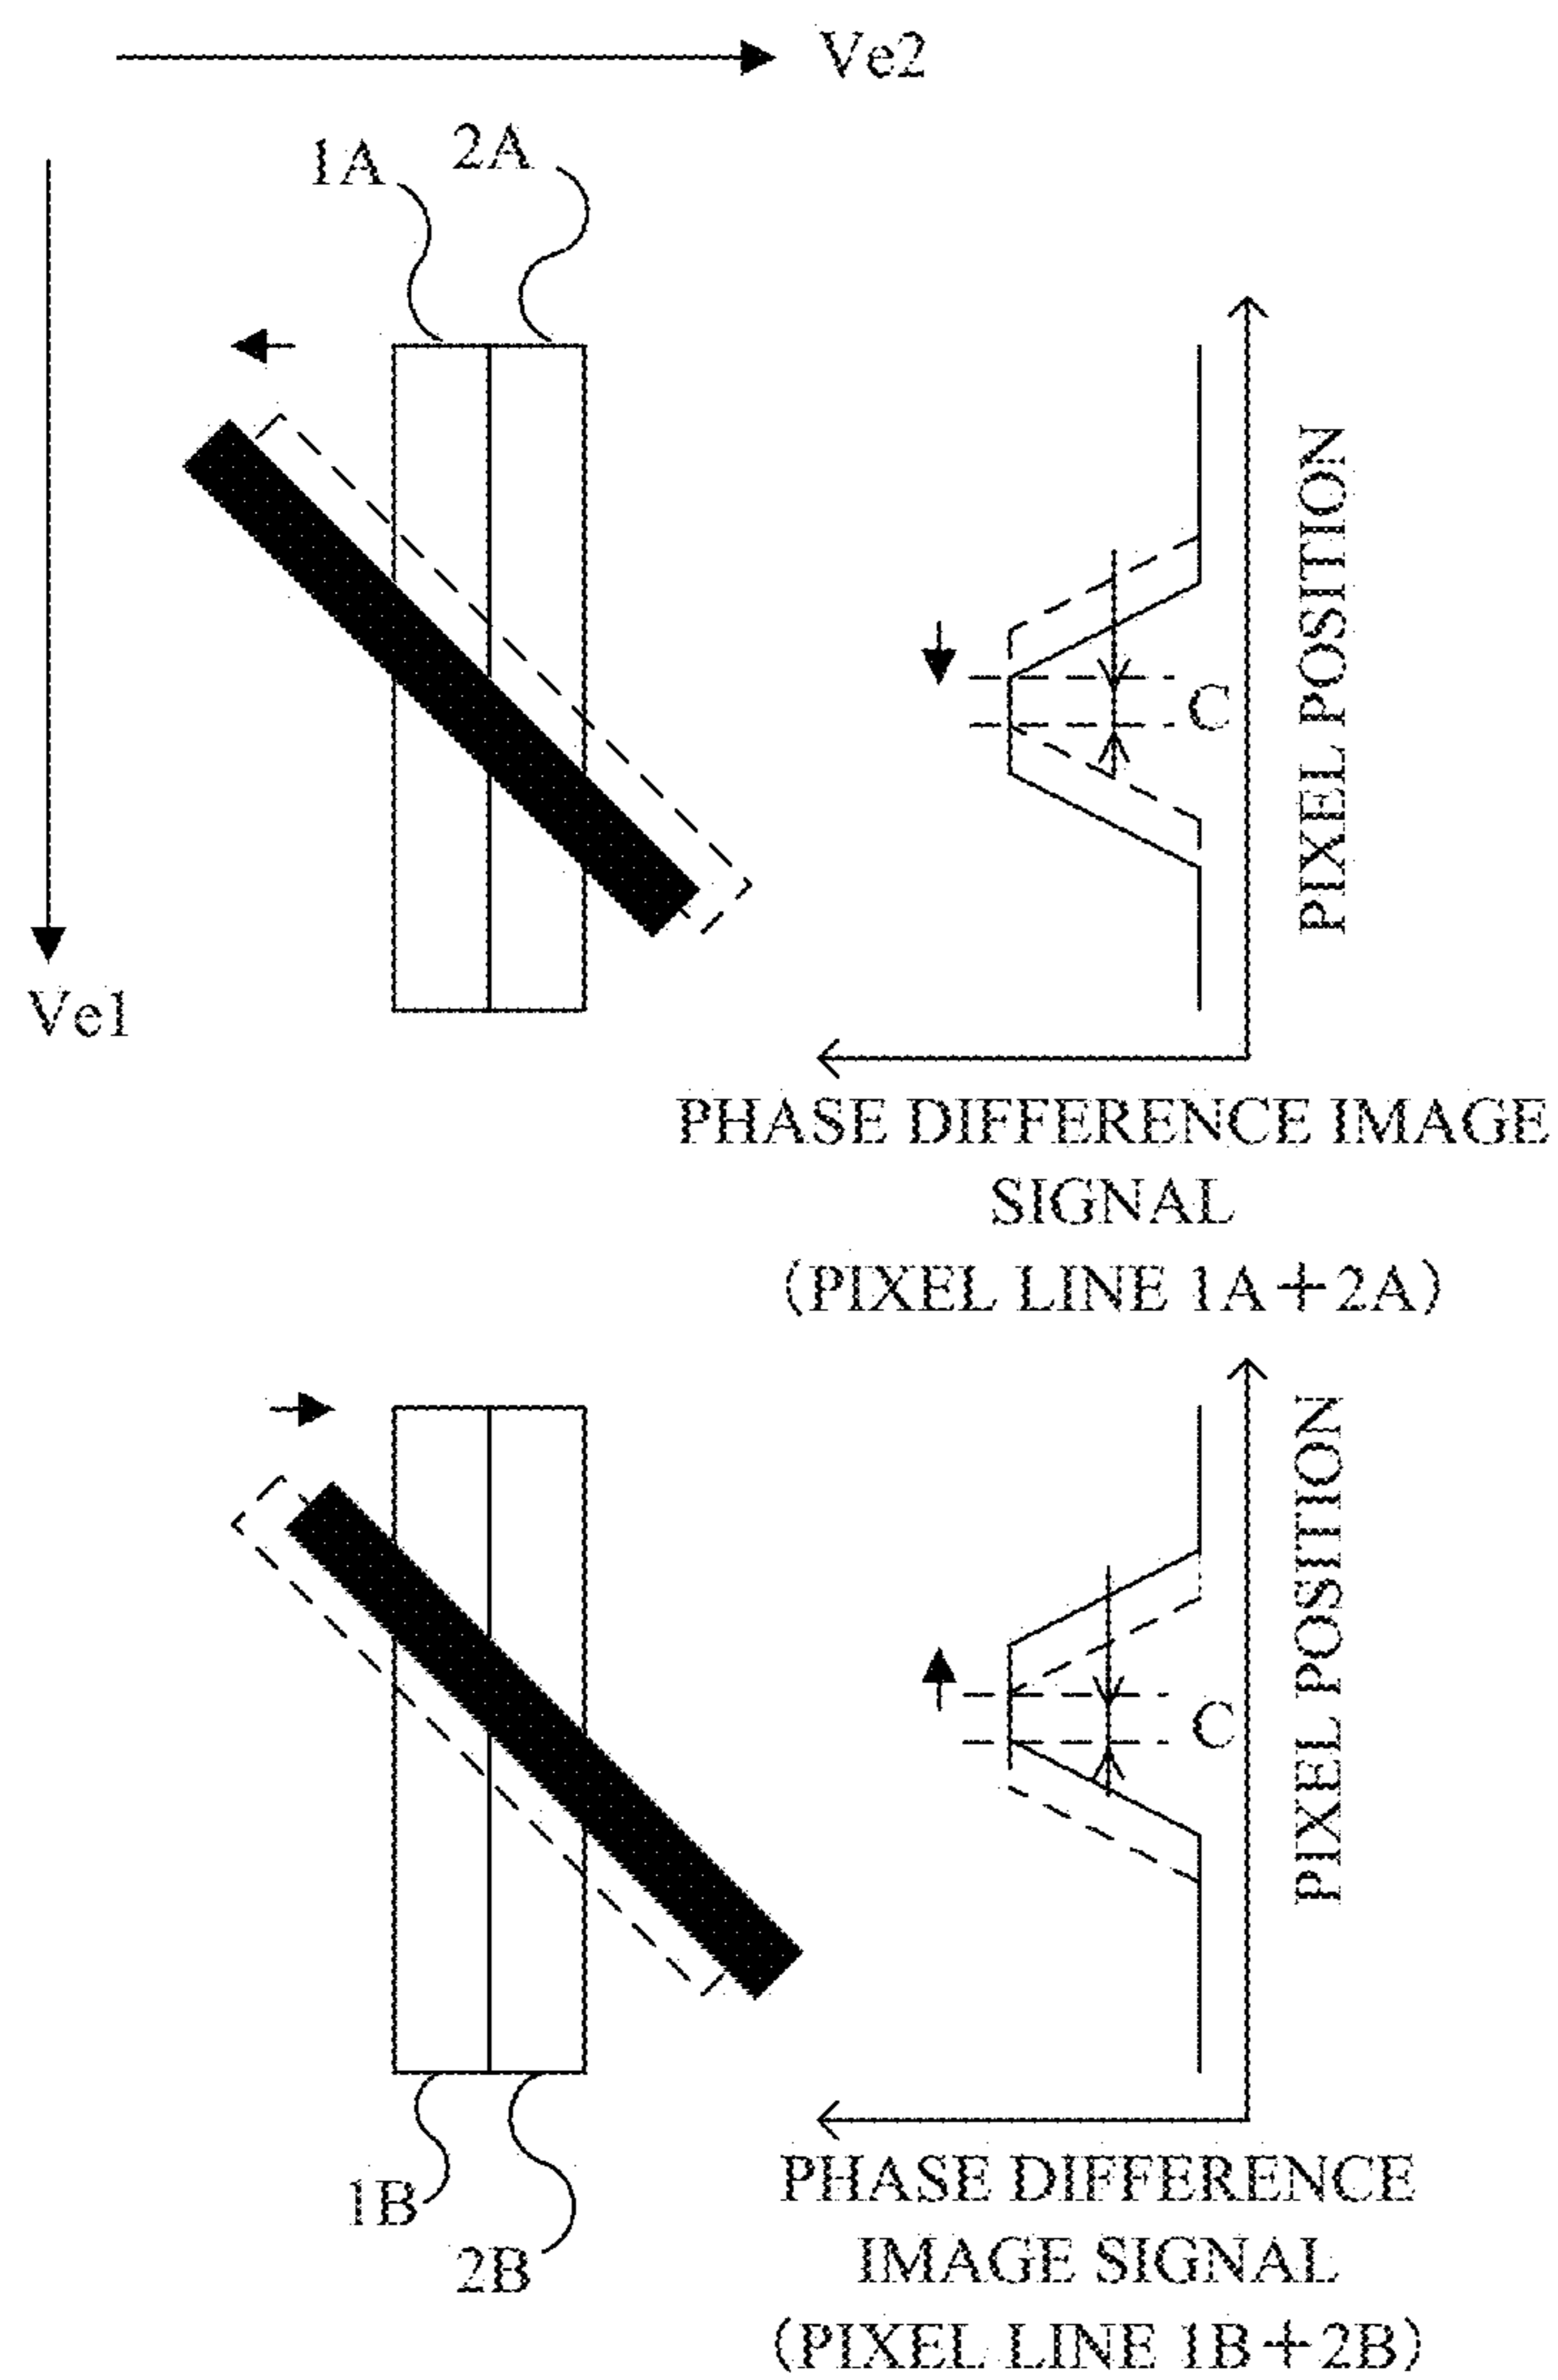 Ve2
1A
2A
Ve1
C
PIXEL POSITION
PHASE DIFFERENCE IMAGE
SIGNAL
(PIXEL LINE 1A+2A)
C
PIXEL POSITION
1B
2B
PHASE DIFFERENCE
IMAGE SIGNAL
(PIXEL LINE 1B+2B)